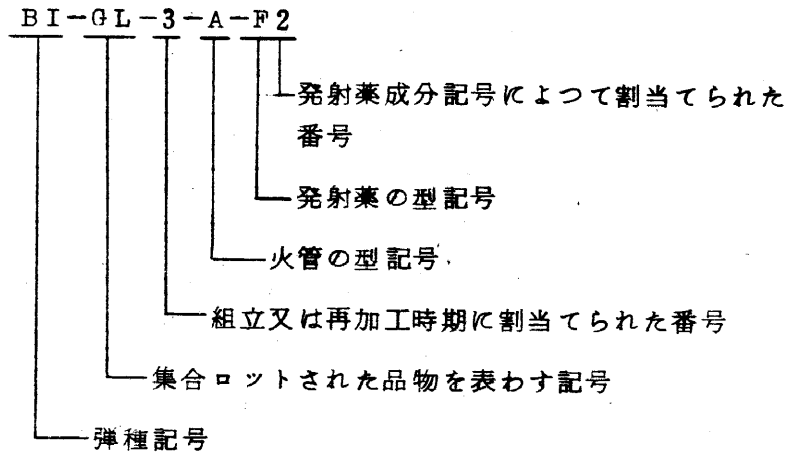 BI-GL-3-A-F2
発射薬成分記号によつて割当てられた
番号
発射薬の型記号
火管の型記号
組立又は再加工時期に割当てられた番号
集合ロットされた品物を表わす記号
弾種記号